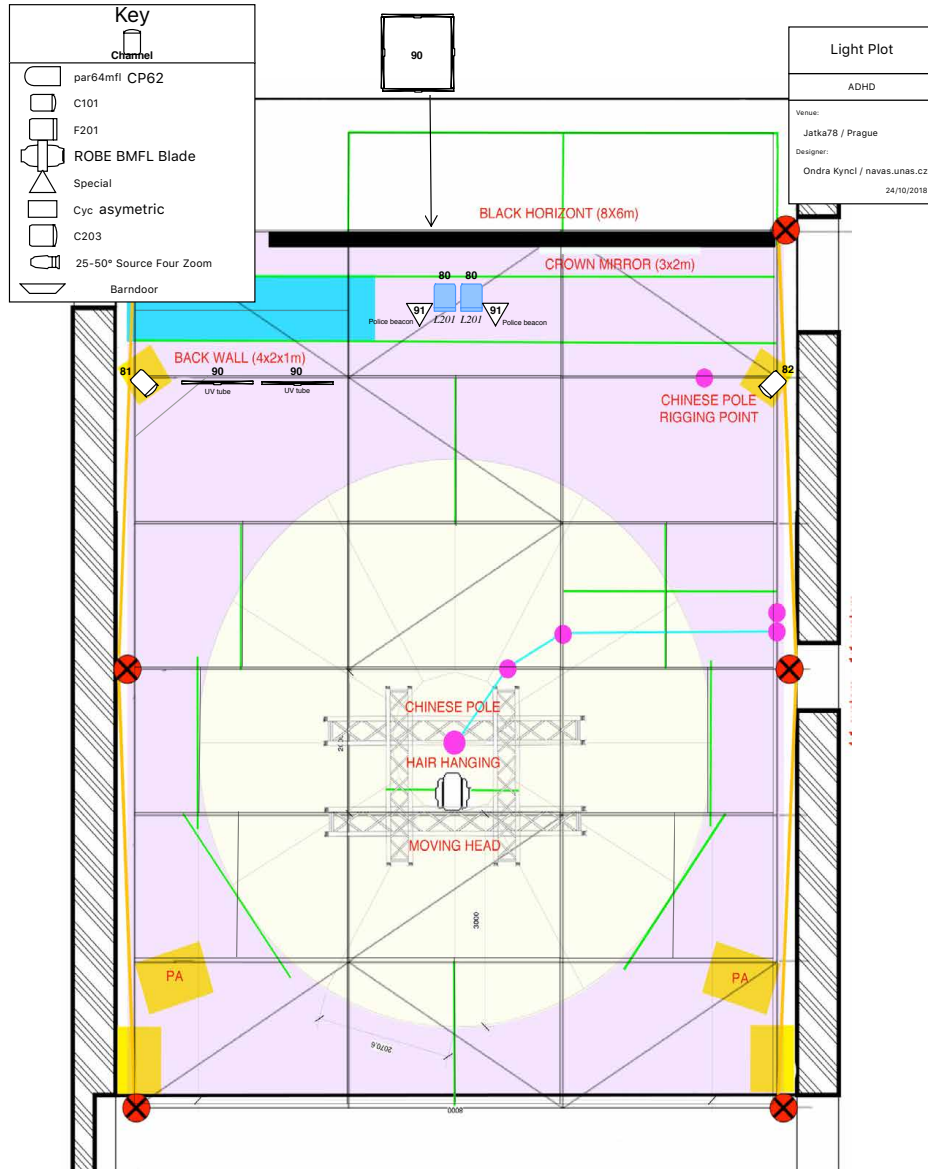 Key
Channel
par64mfl CP62
C101
F201
ROBE BMFL Blade
Special
Cyc asymetric
C203
25-50° Source Four Zoom
Barndoor
90
Light Plot
ADHD
Venue:
Jatka78 / Prague
Designer:
Ondra Kyncl / navas.unas.cz
24/10/2018
BLACK HORIZONT (8X6m)
CROWN MIRROR (3x2m)
80 80
91 91
Police beacon L201 L201 Police beacon
BACK WALL (4x2x1m)
81 90 90 82
UV tube UV tube
CHINESE POLE
RIGGING POINT
CHINESE POLE
HAIR HANGING
MOVING HEAD
3000
PA PA
2070,6
0008